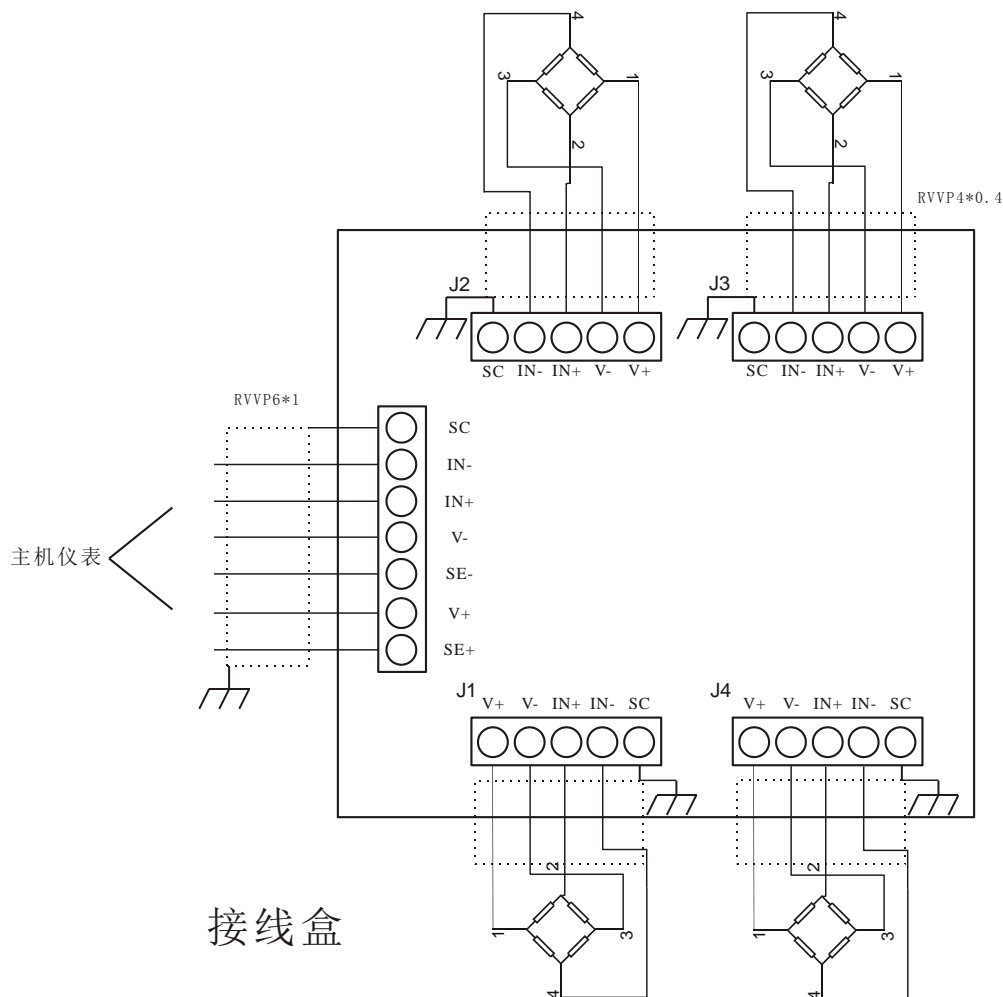 4
4
3
1
3
1
2
2
RVVP4*0.4
J2
J3
SC IN- IN+ V- V+
SC IN- IN+ V- V+
RVVP6*1
SC
IN-
IN+
V-
SE-
V+
SE+
主机仪表
J1
V+ V- IN+ IN- SC
J4
V+ V- IN+ IN- SC
2
2
接线盒
1
3
1
3
4
4